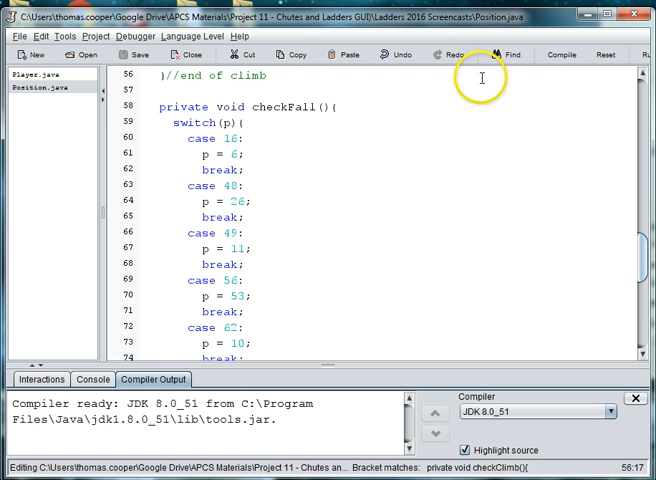 C:\Users\thomas.cooper\Google Drive\APCS Materials\Project 11 - Chutes and Ladders GUI\Ladders 2016 Screencasts\Position.java
File Edit Tools Project Debugger Language Level Help
New Open Save Close Cut Copy Paste Undo Redo Find Compile Reset Ru
Player.java
Position.java
56 }//end of climb
57
58 private void checkFall(){
59 switch(p){
60 case 16:
61 p = 6;
62 break;
63 case 48:
64 p = 26;
65 break;
66 case 49:
67 p = 11;
68 break;
69 case 56:
70 p = 53;
71 break;
72 case 62:
73 p = 10;
74 break;
Interactions Console Compiler Output
Compiler ready: JDK 8.0_51 from C:\Program
Files\Java\jdk1.8.0_51\lib\tools.jar.
Compiler
JDK 8.0_51
Highlight source
Editing C:\Users\thomas.cooper\Google Drive\APCS Materials\Project 11 - Chutes an... Bracket matches: private void checkClimb(){ 56:17